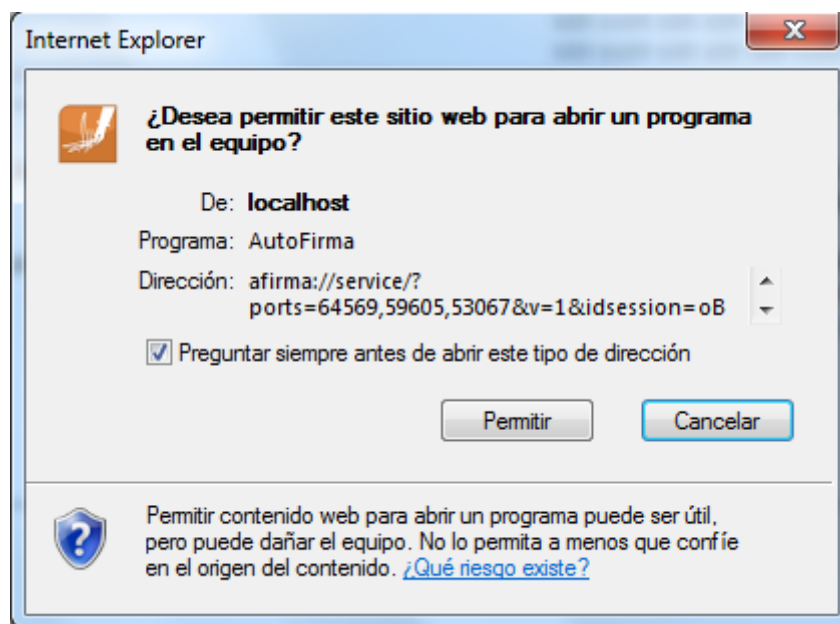 Internet Explorer
¿Desea permitir este sitio web para abrir un programa
en el equipo?
De: localhost
Programa: AutoFirma
Dirección: afirma://service/?
ports=64569,59605,53067&v=1&idsession=oB
Preguntar siempre antes de abrir este tipo de dirección
Permitir Cancelar
Permitir contenido web para abrir un programa puede ser útil,
pero puede dañar el equipo. No lo permita a menos que confíe
en el origen del contenido. ¿Qué riesgo existe?